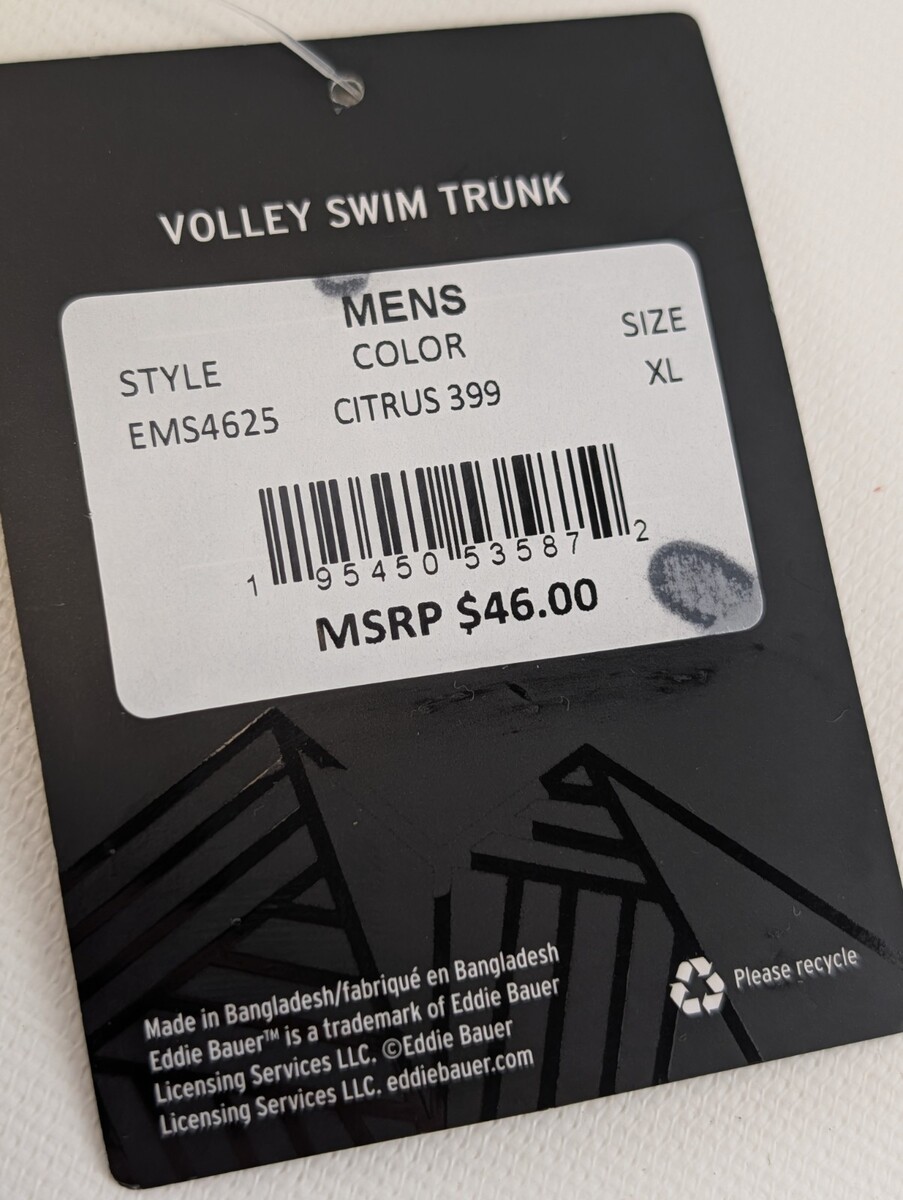 VOLLEY SWIM TRUNK
MENS
STYLE COLOR SIZE
EMS4625 CITRUS 399 XL
1 95450 53587 2
MSRP $46.00
Made in Bangladesh/fabriqué en Bangladesh
Eddie Bauer™ is a trademark of Eddie Bauer
Licensing Services LLC. ©Eddie Bauer
Licensing Services LLC. eddiebauer.com
Please recycle